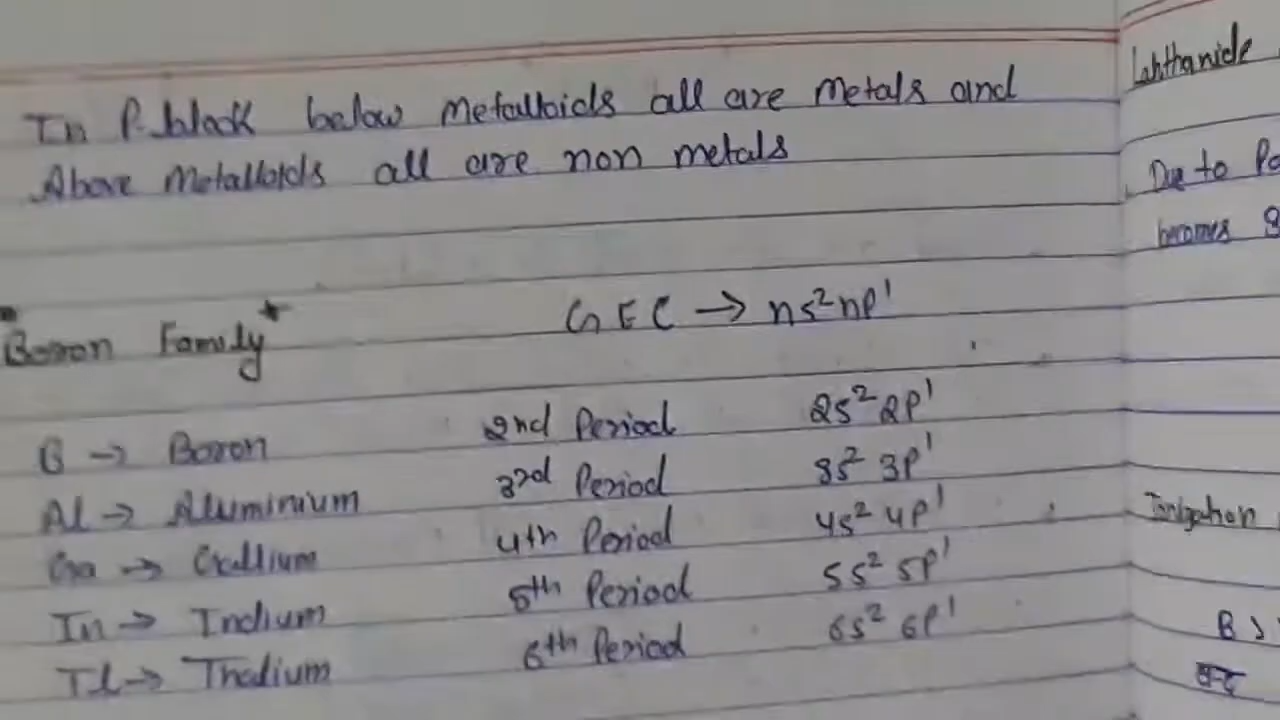 In P-block below Metalloids all are Metals and
Above Metalloids all are non metals
Boron Family*
GEC → ns²np¹
B → Boron 2nd Period 2s² 2p¹
Al → Aluminium 3rd Period 3s² 3p¹
Ga → Gallium 4th Period 4s² 4p¹
In → Indium 5th Period 5s² 5p¹
Tl → Thalium 6th Period 6s² 6p¹
Lanthanide
Due to
becomes
Ionization
B >